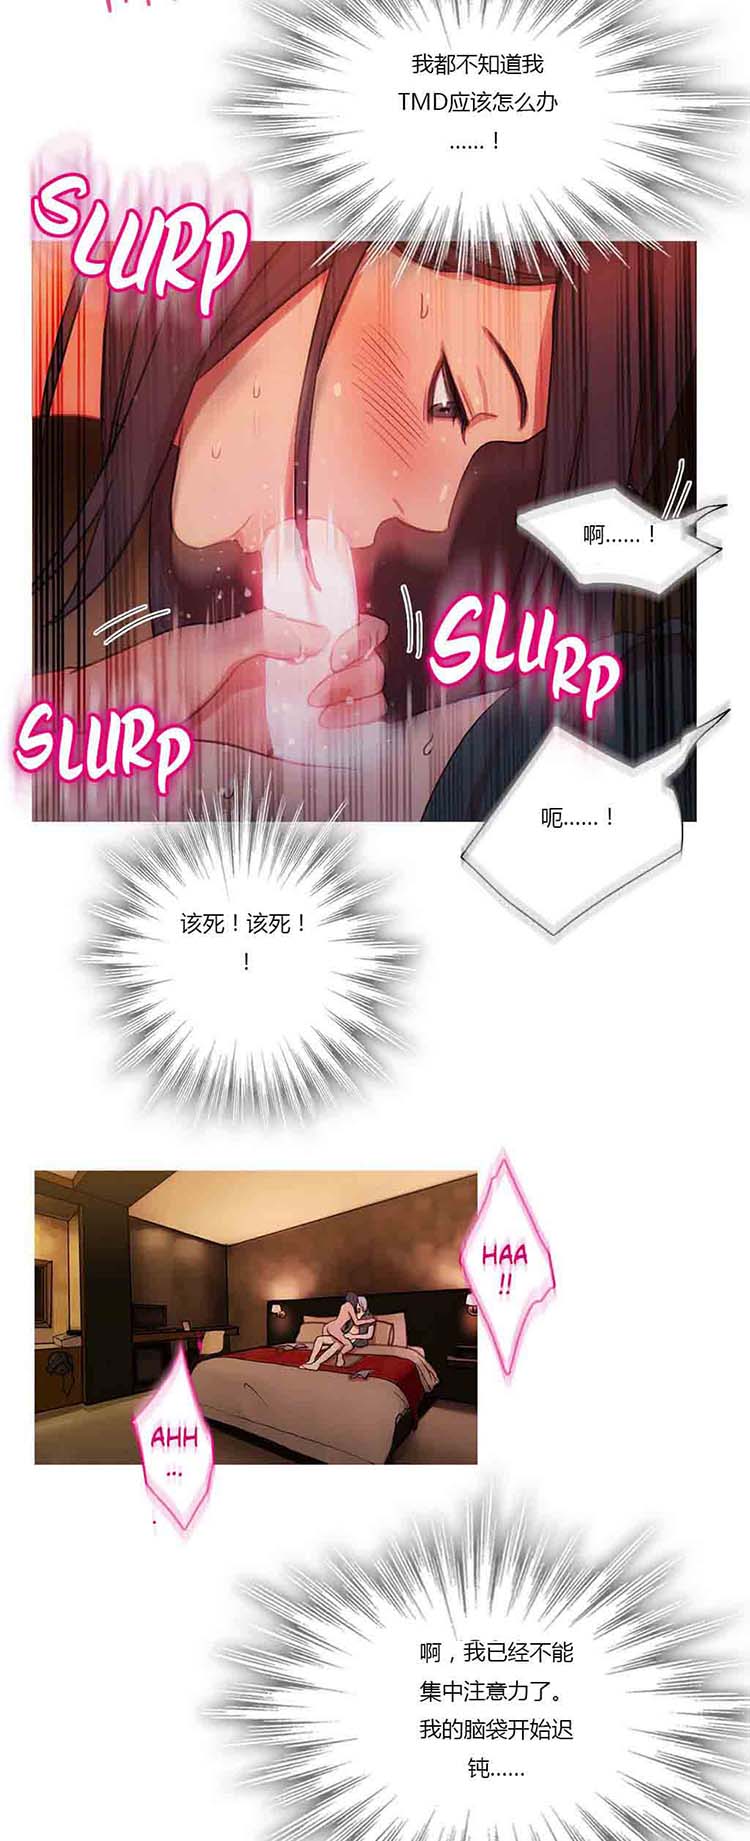 我都不知道我
TMD应该怎么办
……！
SLURP
啊……！
SLURP
SLURP
呃……！
该死！该死！
！
HAA
!!
AHH
...
啊，我已经不能
集中注意力了。
我的脑袋开始迟
钝……